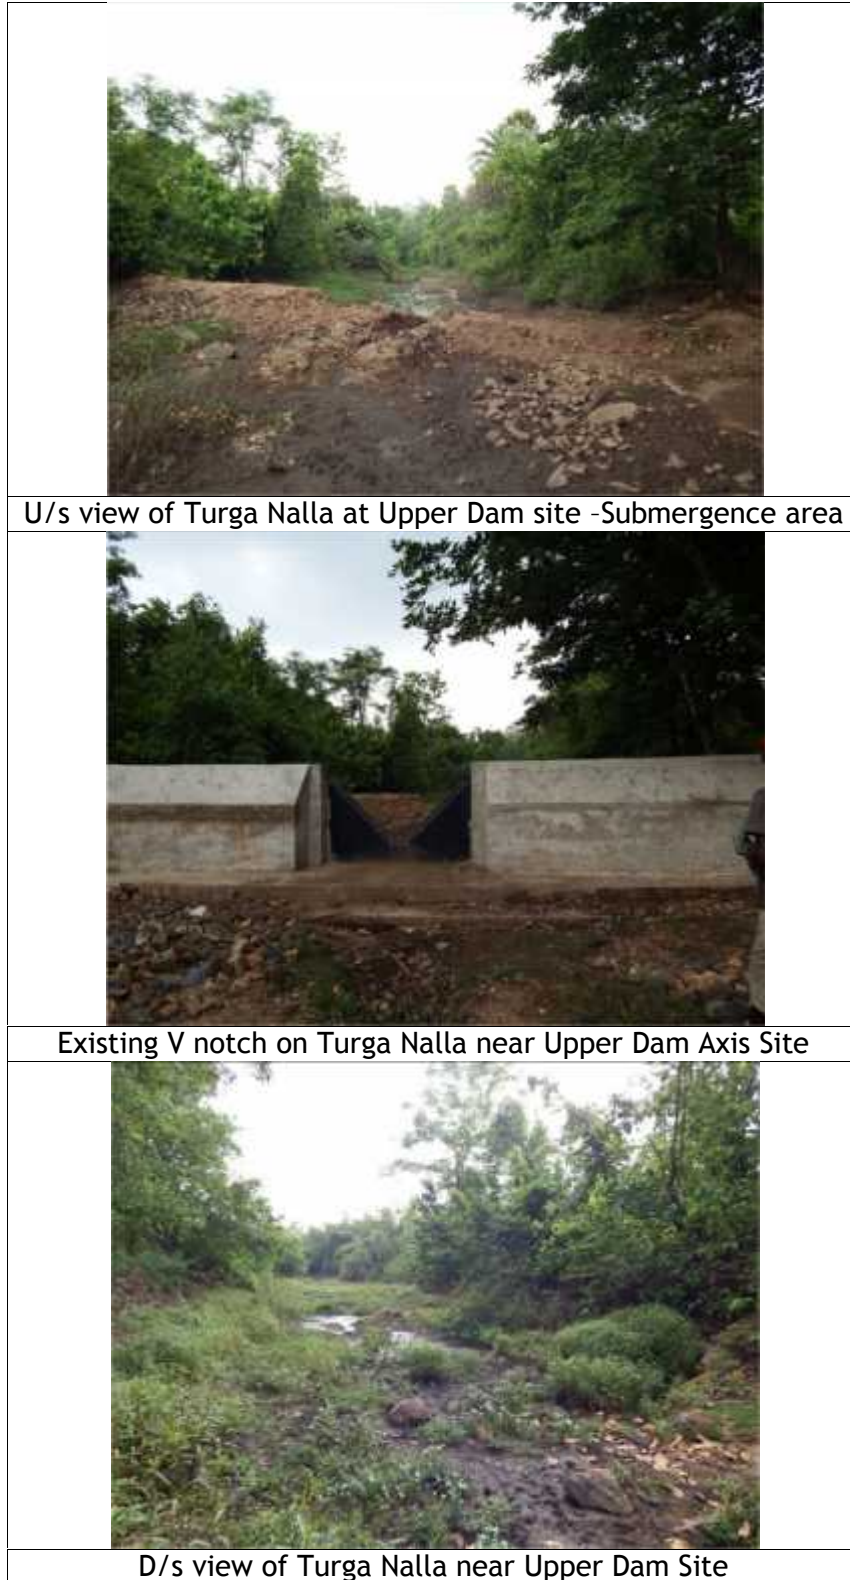 U/s view of Turga Nalla at Upper Dam site –Submergence area
Existing V notch on Turga Nalla near Upper Dam Axis Site
D/s view of Turga Nalla near Upper Dam Site